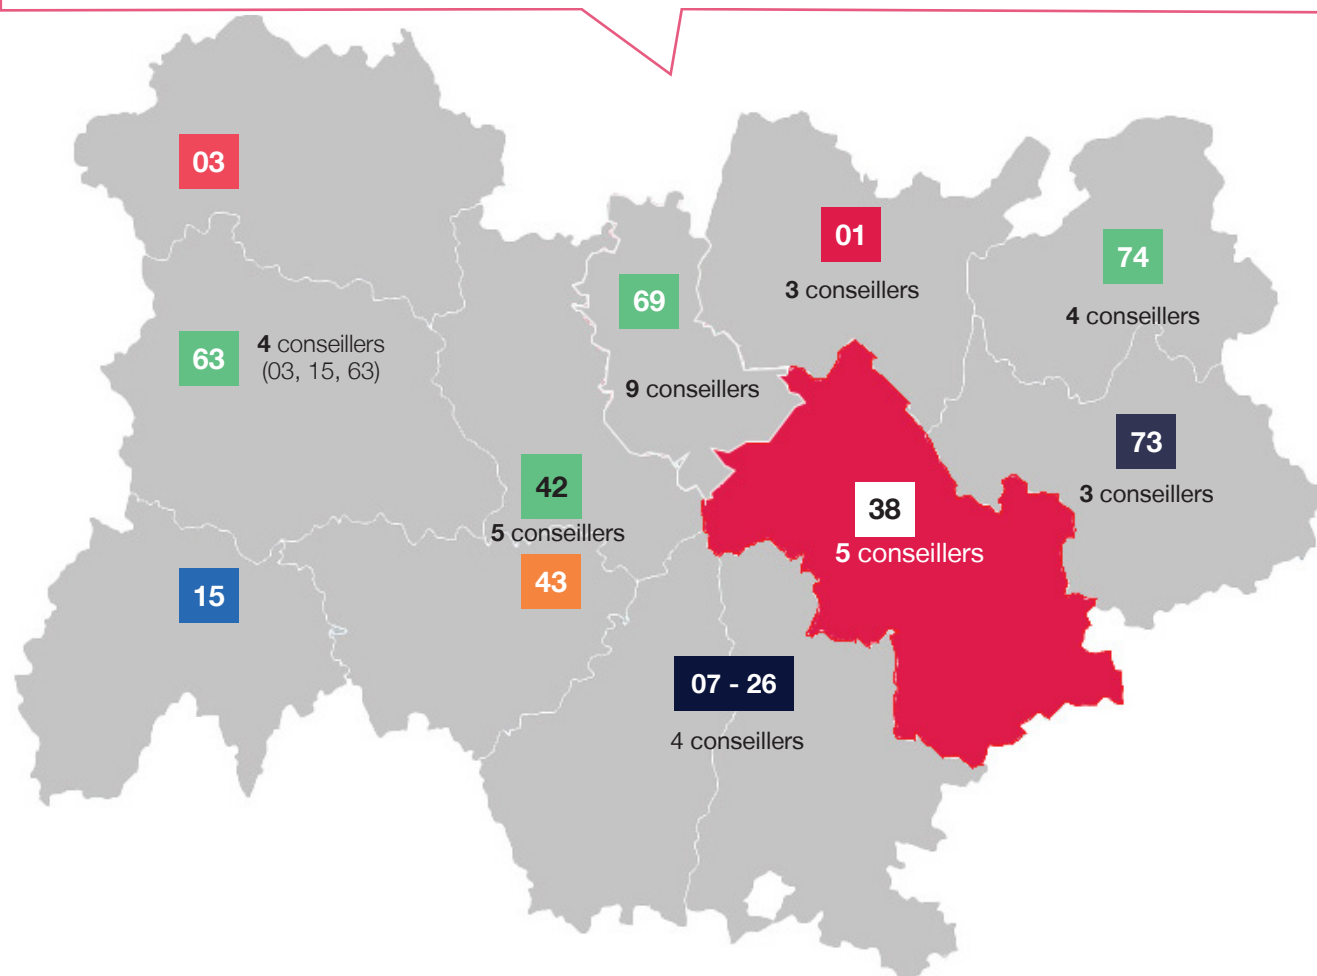 03
01
3 conseillers
74
4 conseillers
69
9 conseillers
63
4 conseillers
(03, 15, 63)
73
3 conseillers
42
5 conseillers
38
5 conseillers
43
15
07 - 26
4 conseillers